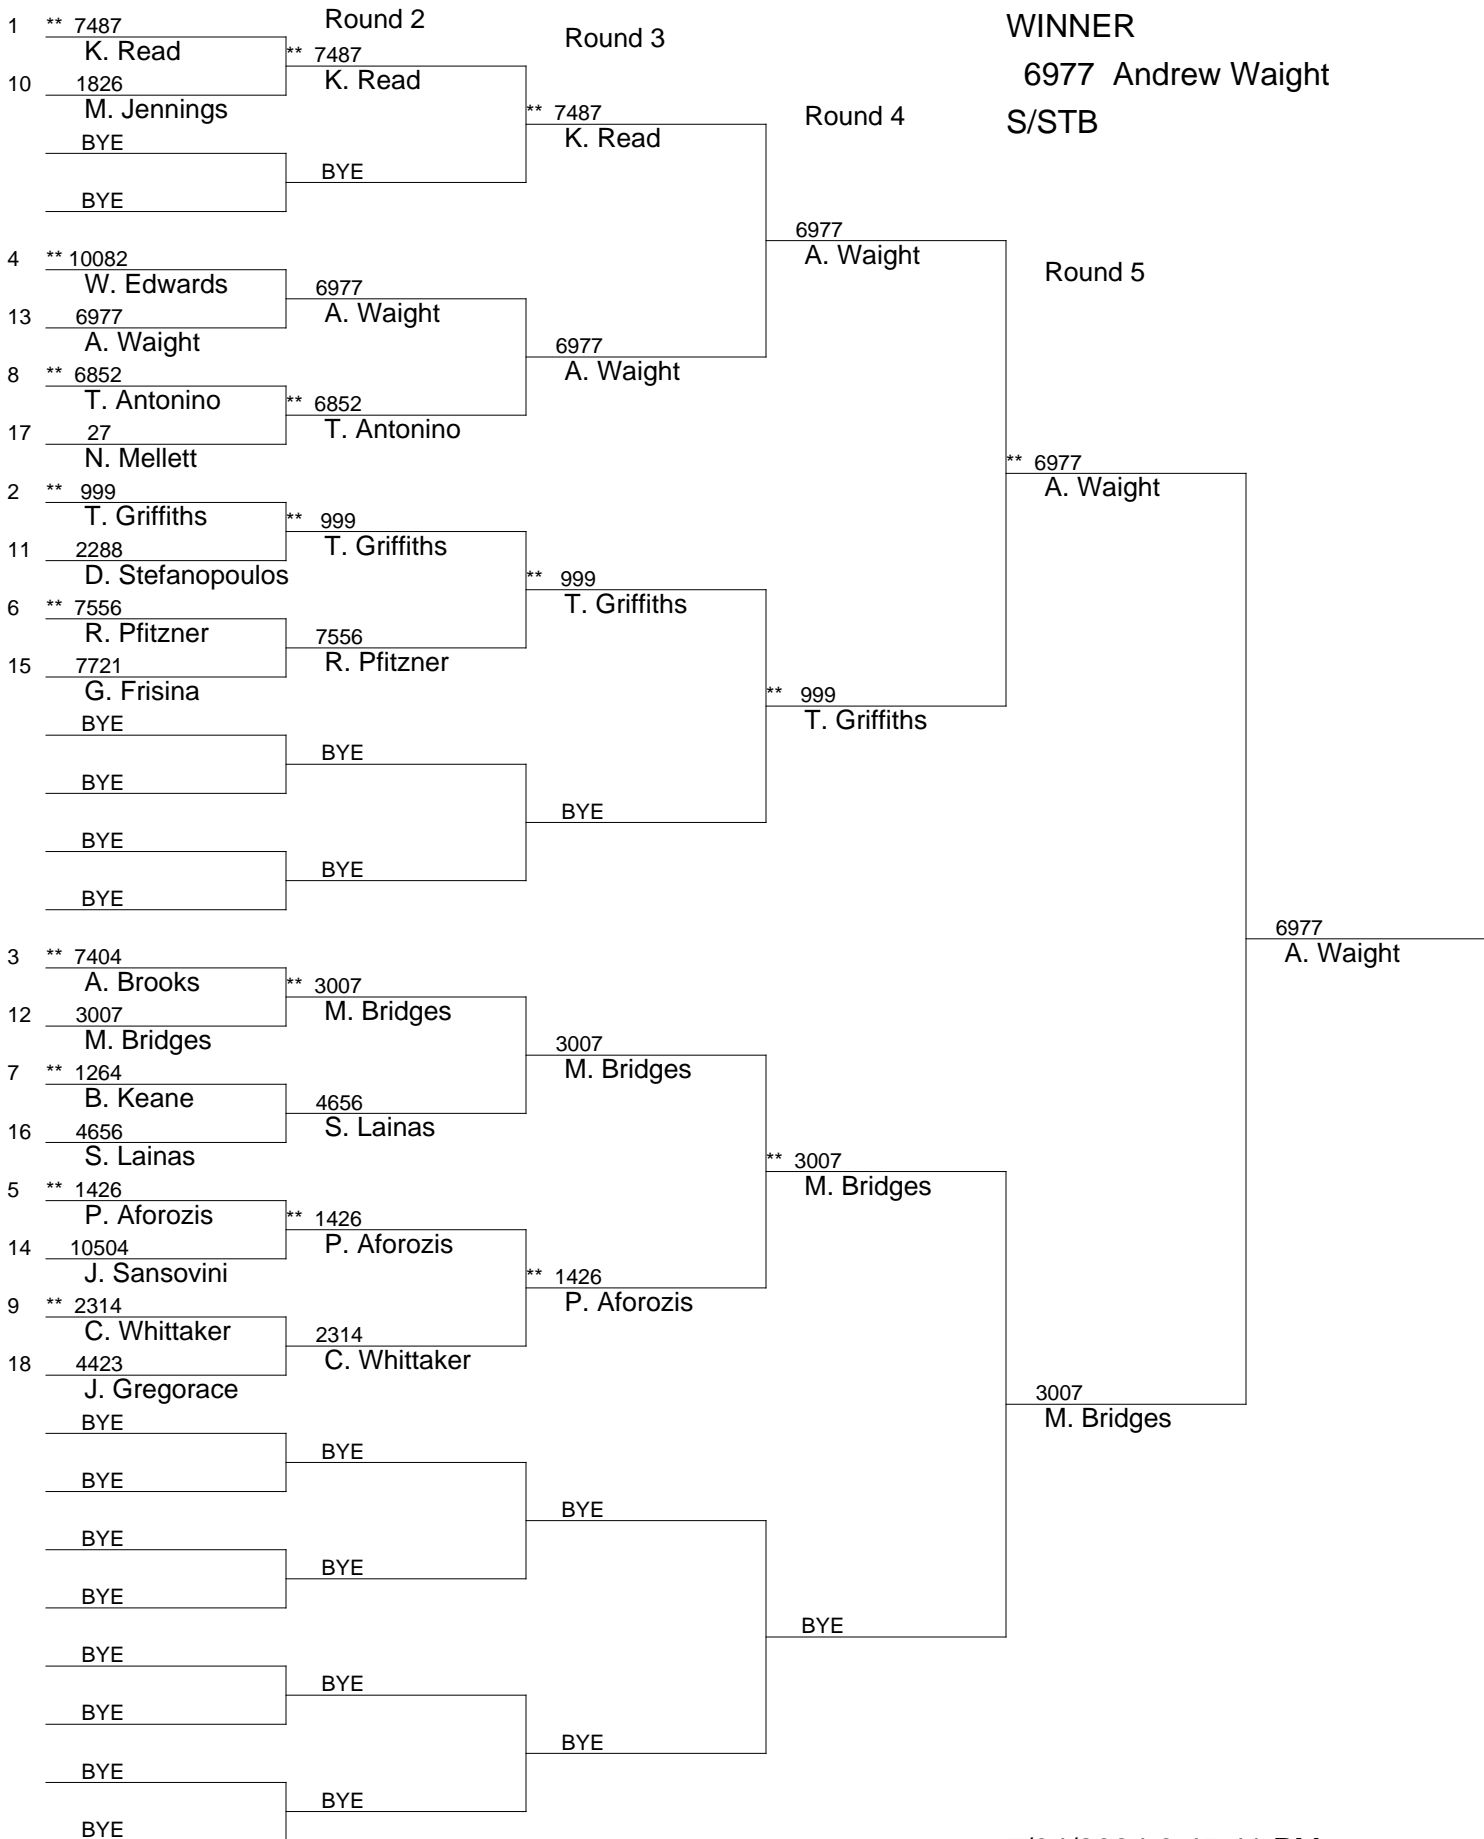 Round 2
Round 3
Round 4
Round 5
WINNER
6977 Andrew Waight
S/STB
1 ** 7487
K. Read
10 1826
M. Jennings
BYE
BYE
4 ** 10082
W. Edwards
13 6977
A. Waight
8 ** 6852
T. Antonino
17 27
N. Mellett
2 ** 999
T. Griffiths
11 2288
D. Stefanopoulos
6 ** 7556
R. Pfitzner
15 7721
G. Frisina
BYE
BYE
BYE
BYE
3 ** 7404
A. Brooks
12 3007
M. Bridges
7 ** 1264
B. Keane
16 4656
S. Lainas
5 ** 1426
P. Aforozis
14 10504
J. Sansovini
9 ** 2314
C. Whittaker
18 4423
J. Gregorace
BYE
BYE
BYE
BYE
BYE
BYE
BYE
BYE
** 7487
K. Read
BYE
6977
A. Waight
** 6852
T. Antonino
** 999
T. Griffiths
7556
R. Pfitzner
BYE
BYE
** 3007
M. Bridges
4656
S. Lainas
** 1426
P. Aforozis
2314
C. Whittaker
BYE
BYE
BYE
BYE
** 7487
K. Read
6977
A. Waight
** 999
T. Griffiths
BYE
3007
M. Bridges
** 1426
P. Aforozis
BYE
BYE
6977
A. Waight
** 999
T. Griffiths
** 3007
M. Bridges
BYE
** 6977
A. Waight
3007
M. Bridges
6977
A. Waight